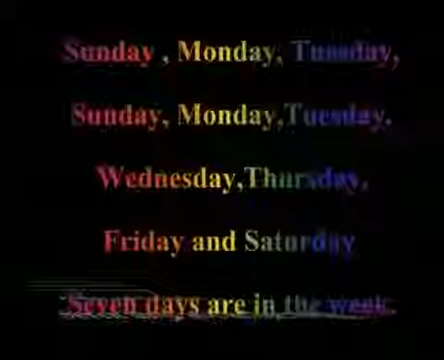 Sunday , Monday, Tuesday,
Sunday, Monday,Tuesday.
Wednesday,Thursday,
Friday and Saturday
Seven days are in the week.